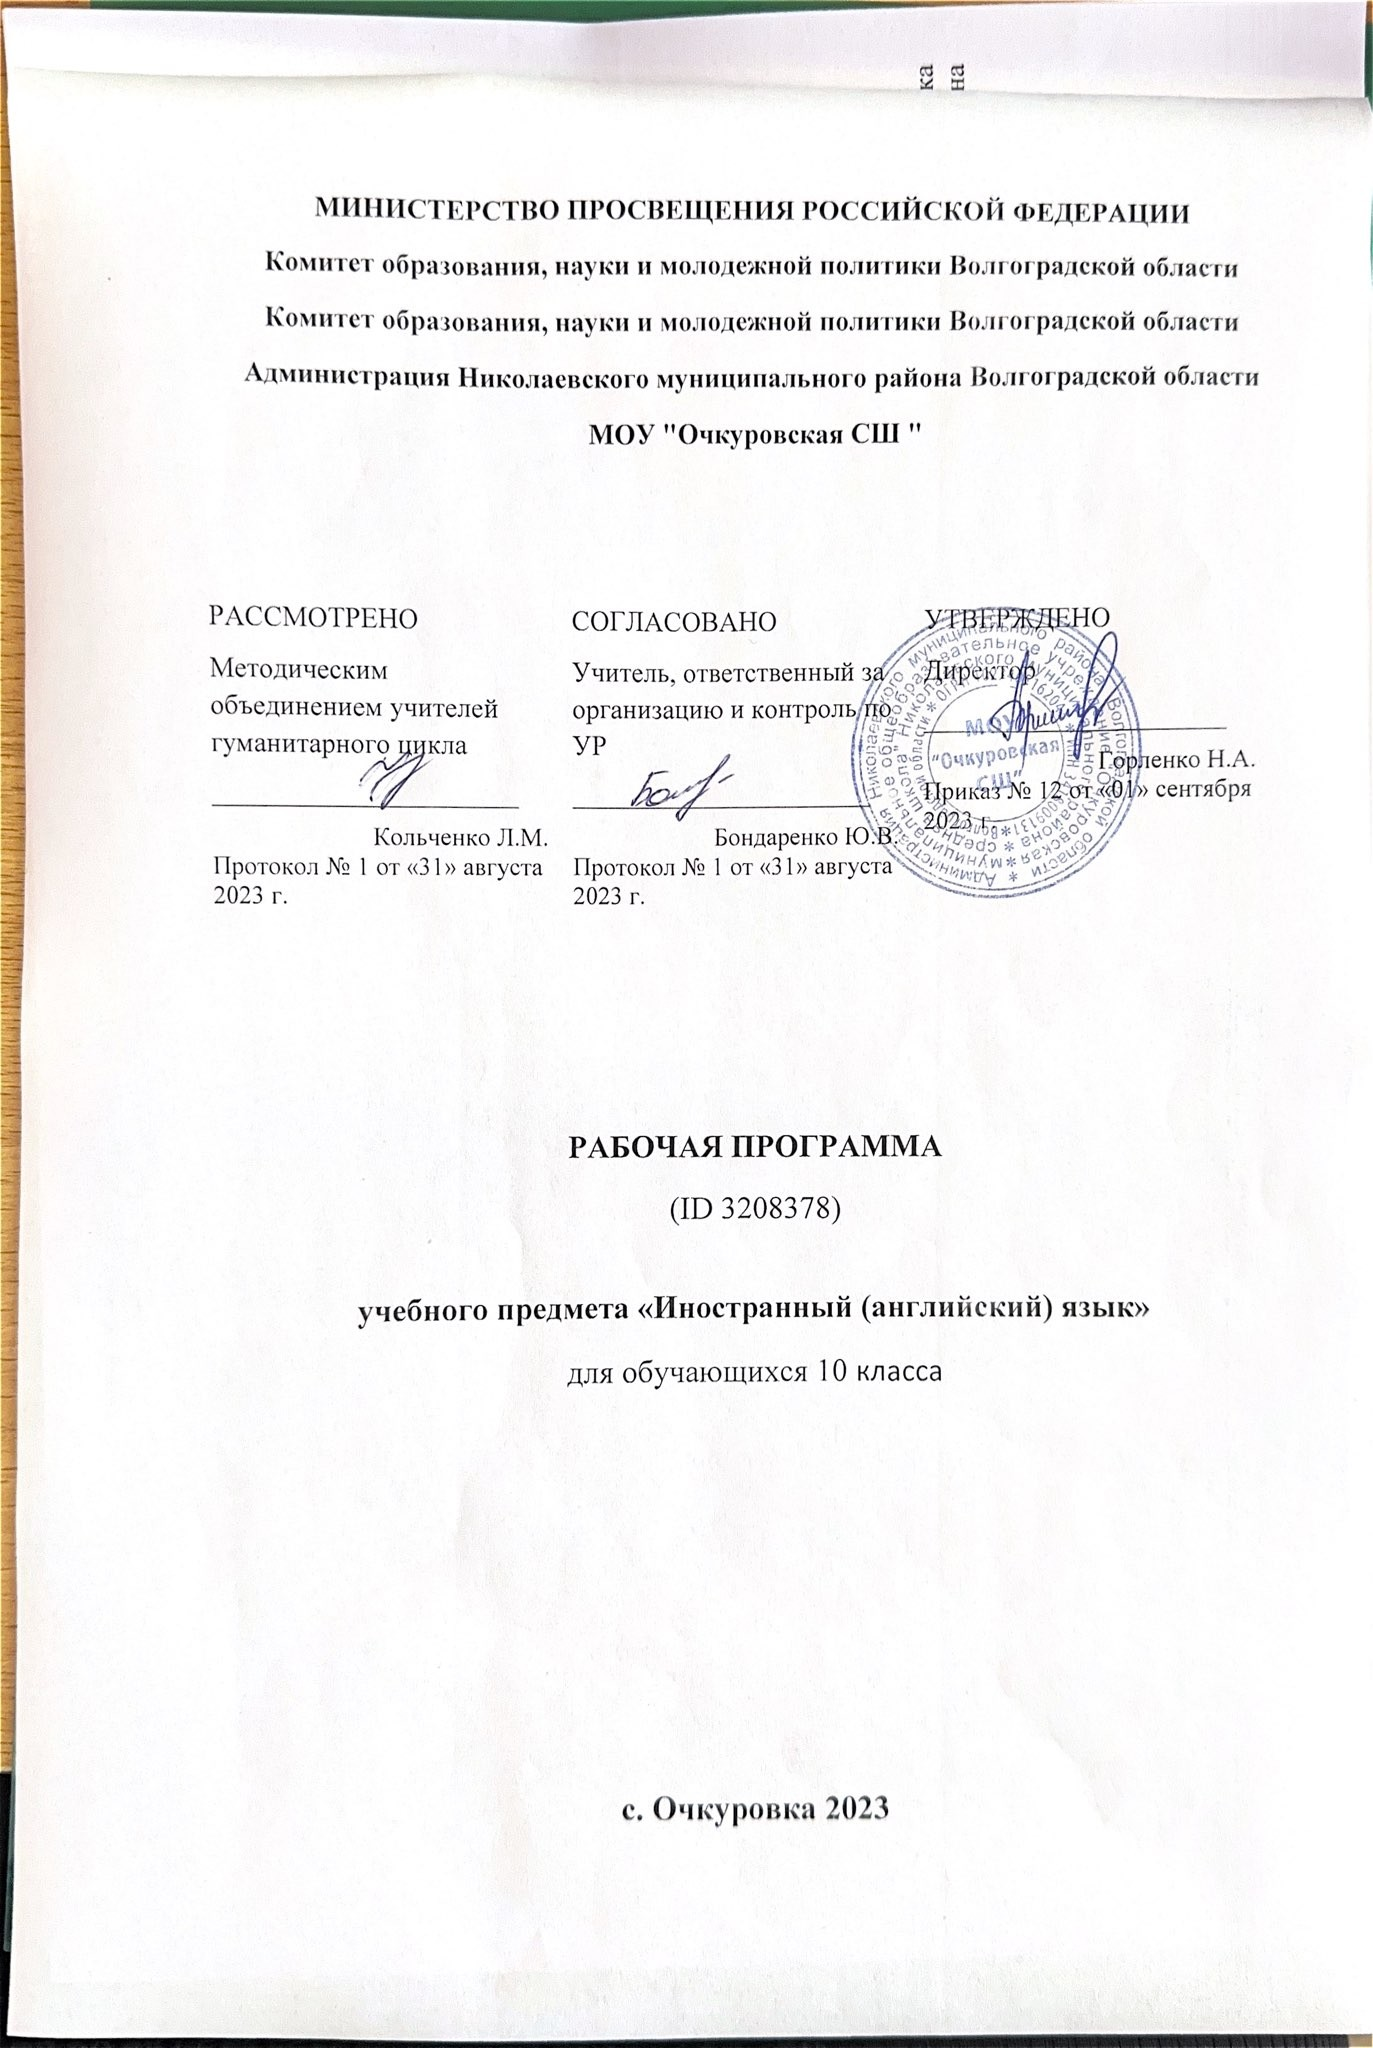 ка
на
МИНИСТЕРСТВО ПРОСВЕЩЕНИЯ РОССИЙСКОЙ ФЕДЕРАЦИИ
Комитет образования, науки и молодежной политики Волгоградской области
Комитет образования, науки и молодежной политики Волгоградской области
Администрация Николаевского муниципального района Волгоградской области
МОУ "Очкуровская СШ "
РАССМОТРЕНО
Методическим
объединением учителей
гуманитарного цикла
Кольченко Л.М.
Протокол № 1 от «31» августа
2023 г.
СОГЛАСОВАНО
Учитель, ответственный за
организацию и контроль по
УР
Бондаренко Ю.В.
Протокол № 1 от «31» августа
2023 г.
УТВЕРЖДЕНО
Директор
Горленко Н.А.
Приказ № 12 от «01» сентября
2023 г.
МОУ
"Очкуровская
СШ"
РАБОЧАЯ ПРОГРАММА
(ID 3208378)
учебного предмета «Иностранный (английский) язык»
для обучающихся 10 класса
с. Очкуровка 2023